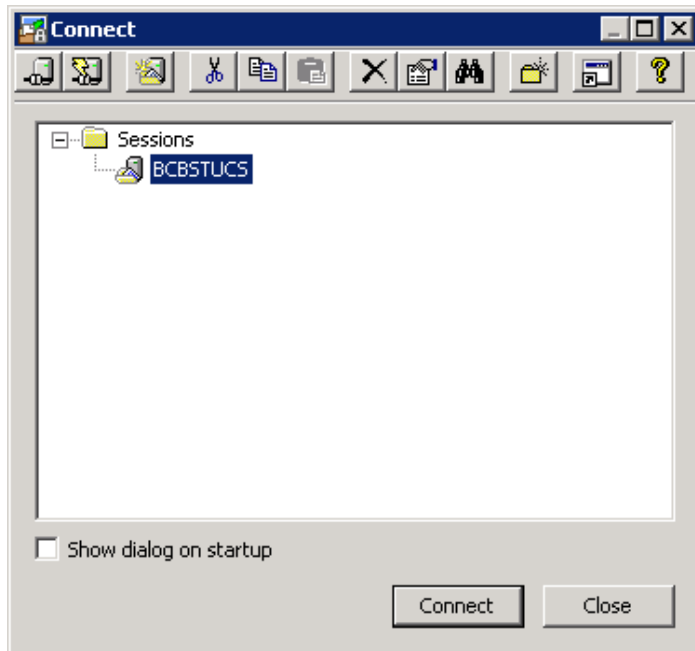 Connect
Sessions
BCBSTUCS
Show dialog on startup
Connect Close